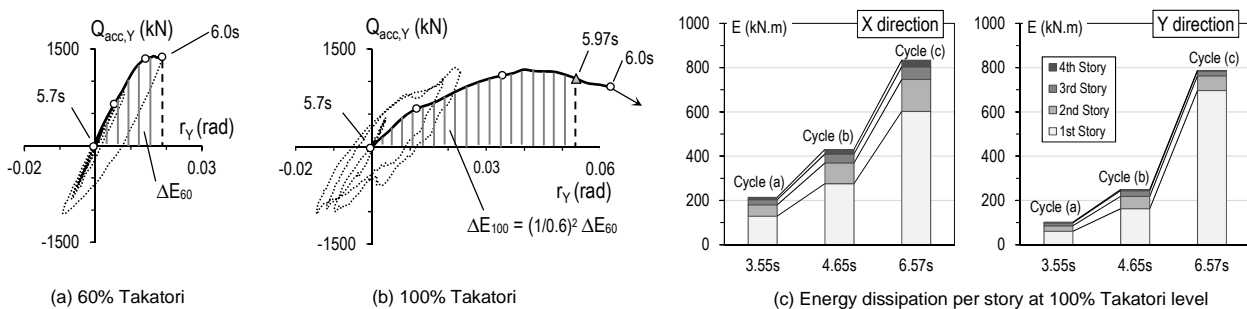 Q_acc,Y (kN)
1500
6.0s
5.7s
r_Y (rad)
-0.02
0.03
ΔE_60
-1500
(a) 60% Takatori
Q_acc,Y (kN)
1500
5.97s
6.0s
5.7s
-0.02
0.03
0.06
r_Y (rad)
ΔE_100 = (1/0.6)² ΔE_60
-1500
(b) 100% Takatori
E (kN.m)
X direction
1000
800
600
400
200
0
Cycle (a)
Cycle (b)
Cycle (c)
3.55s
4.65s
6.57s
E (kN.m)
Y direction
1000
800
600
400
200
0
4th Story
3rd Story
2nd Story
1st Story
Cycle (a)
Cycle (b)
Cycle (c)
3.55s
4.65s
6.57s
(c) Energy dissipation per story at 100% Takatori level